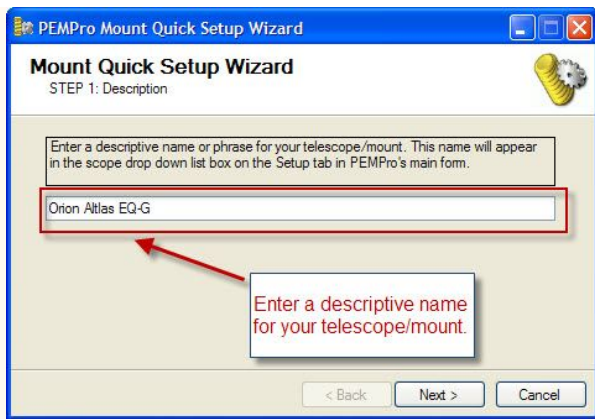 PEMPro Mount Quick Setup Wizard
Mount Quick Setup Wizard
STEP 1: Description
Enter a descriptive name or phrase for your telescope/mount. This name will appear
in the scope drop down list box on the Setup tab in PEMPro's main form.
Orion Altlas EQ-G
Enter a descriptive name
for your telescope/mount.
< Back Next > Cancel